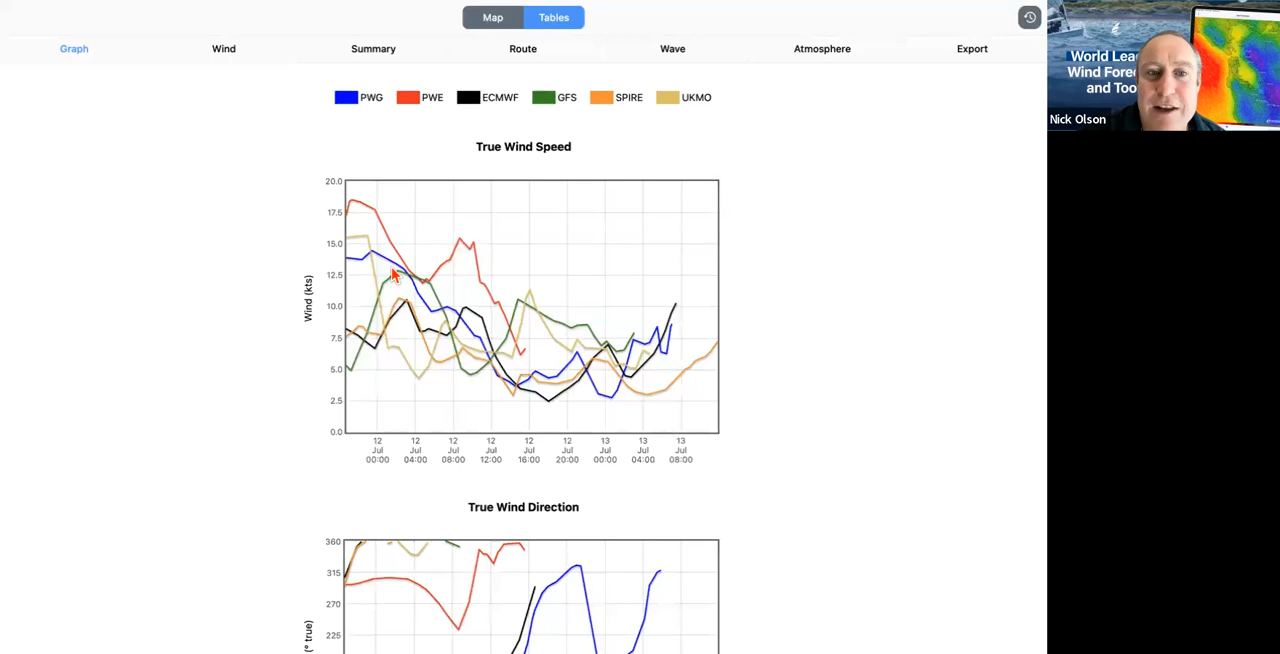 Map Tables
Graph Wind Summary Route Wave Atmosphere Export
PWG PWE ECMWF GFS SPIRE UKMO
True Wind Speed
20.0
17.5
15.0
12.5
10.0
7.5
5.0
2.5
0.0
Wind (kts)
12 12 12 12 12 12 13 13 13
Jul Jul Jul Jul Jul Jul Jul Jul Jul
00:00 04:00 08:00 12:00 16:00 20:00 00:00 04:00 08:00
True Wind Direction
360
315
270
225
(° true)
World Lea
Wind Fore
and Too
Nick Olson